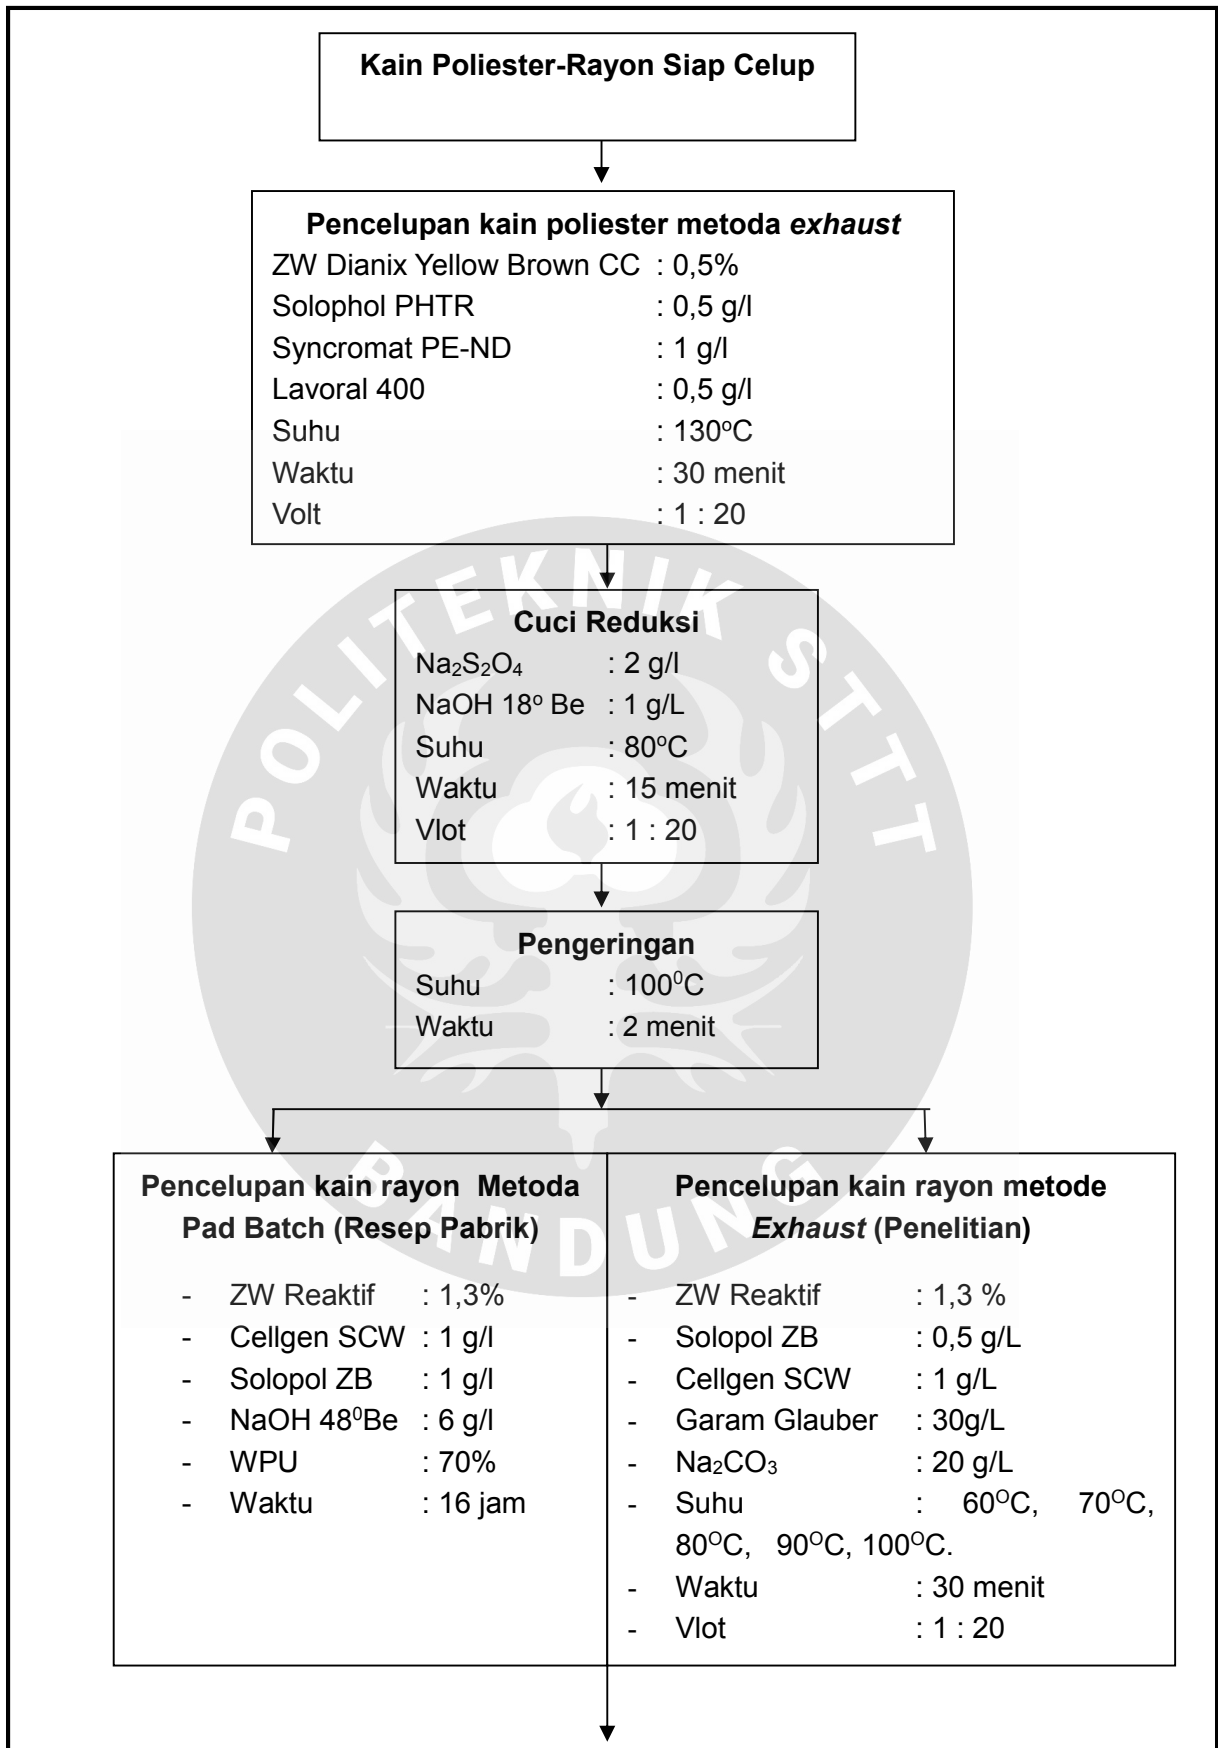 Kain Poliester-Rayon Siap Celup
Pencelupan kain poliester metoda exhaust
ZW Dianix Yellow Brown CC : 0,5%
Solophol PHTR : 0,5 g/l
Syncromat PE-ND : 1 g/l
Lavoral 400 : 0,5 g/l
Suhu : 130°C
Waktu : 30 menit
Volt : 1 : 20
Cuci Reduksi
Na₂S₂O₄ : 2 g/l
NaOH 18° Be : 1 g/L
Suhu : 80°C
Waktu : 15 menit
Vlot : 1 : 20
Pengeringan
Suhu : 100⁰C
Waktu : 2 menit
Pencelupan kain rayon Metoda
Pad Batch (Resep Pabrik)
- ZW Reaktif : 1,3%
- Cellgen SCW : 1 g/l
- Solopol ZB : 1 g/l
- NaOH 48⁰Be : 6 g/l
- WPU : 70%
- Waktu : 16 jam
Pencelupan kain rayon metode
Exhaust (Penelitian)
- ZW Reaktif : 1,3 %
- Solopol ZB : 0,5 g/L
- Cellgen SCW : 1 g/L
- Garam Glauber : 30g/L
- Na₂CO₃ : 20 g/L
- Suhu : 60ᴼC, 70ᴼC,
80ᴼC, 90ᴼC, 100ᴼC.
- Waktu : 30 menit
- Vlot : 1 : 20
POLITEKNIK STTT
BANDUNG